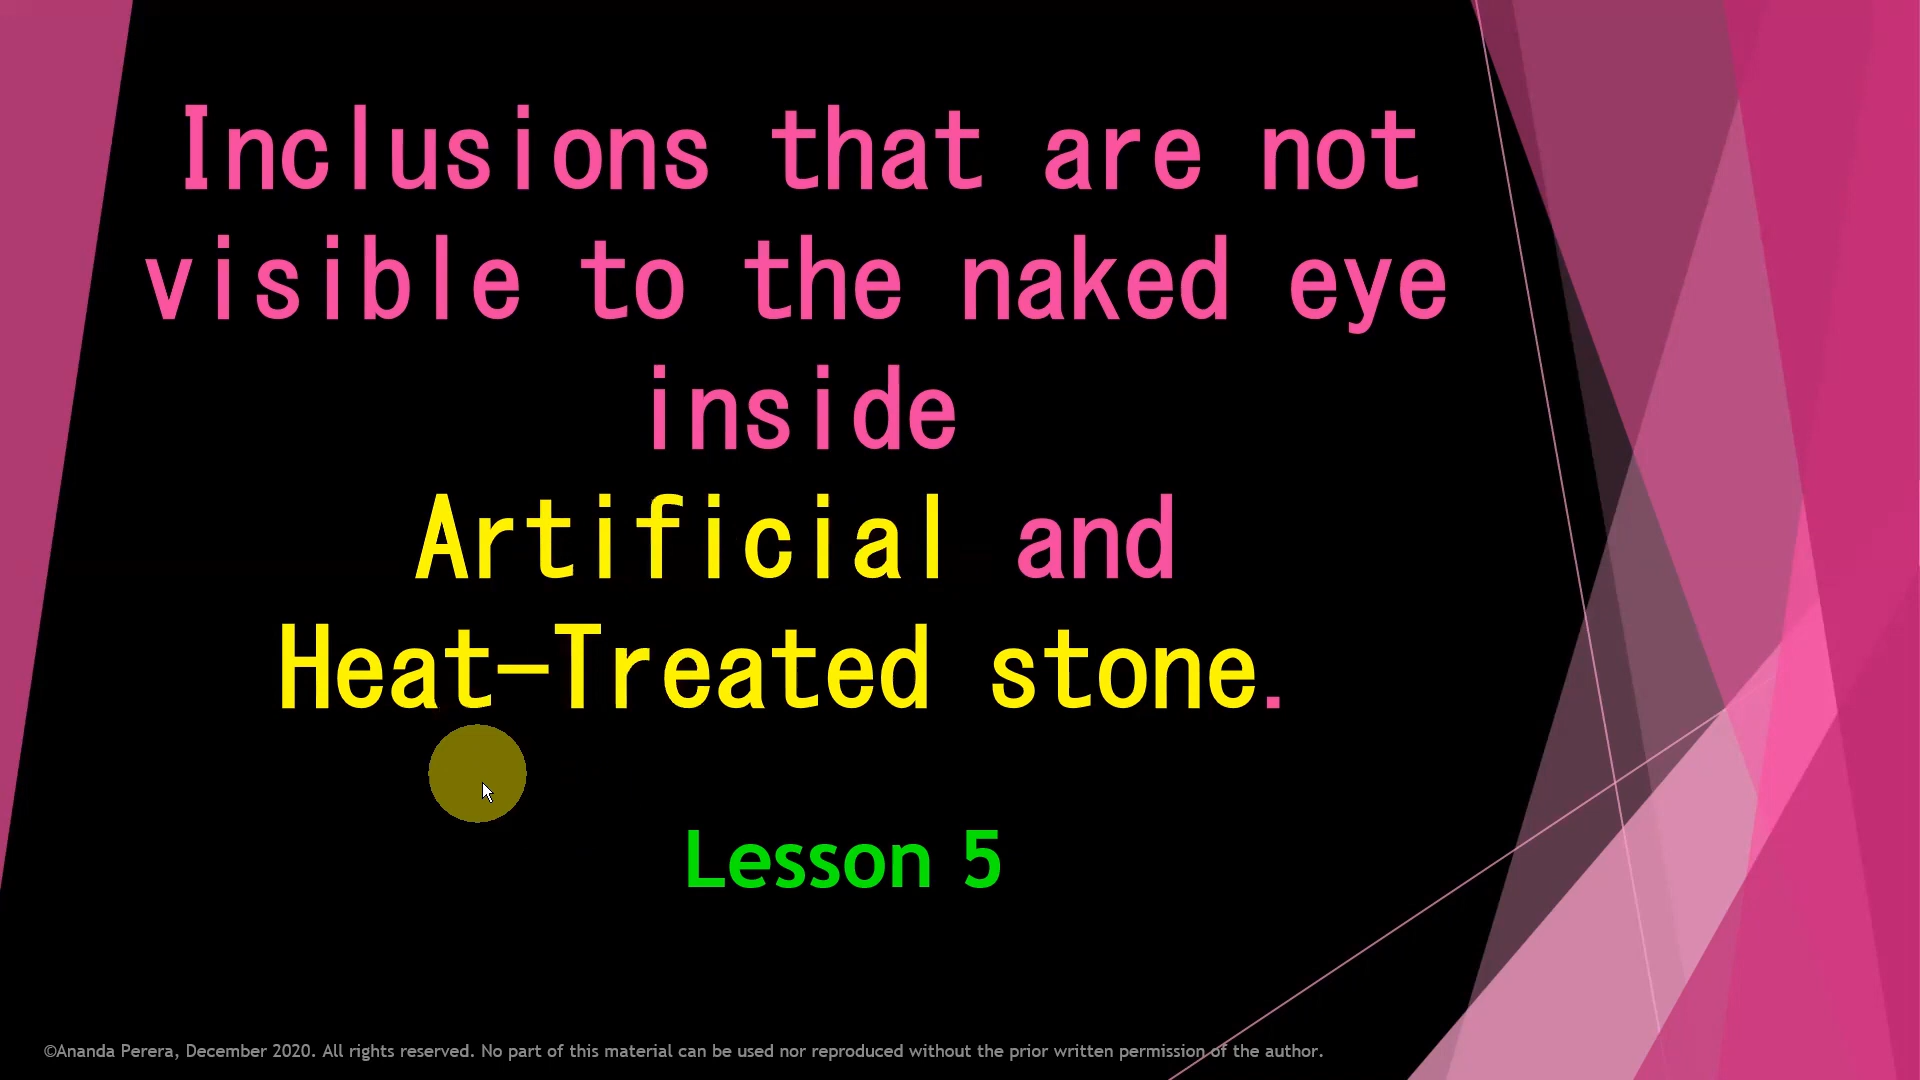 Inclusions that are not
visible to the naked eye
inside
Artificial and
Heat-Treated stone.
Lesson 5
©Ananda Perera, December 2020. All rights reserved. No part of this material can be used nor reproduced without the prior written permission of the author.